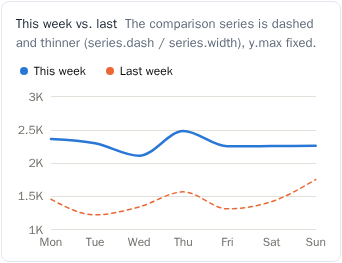 This week vs. last The comparison series is dashed
and thinner (series.dash / series.width), y.max fixed.
This week Last week
3K
2.5K
2K
1.5K
1K
Mon Tue Wed Thu Fri Sat Sun